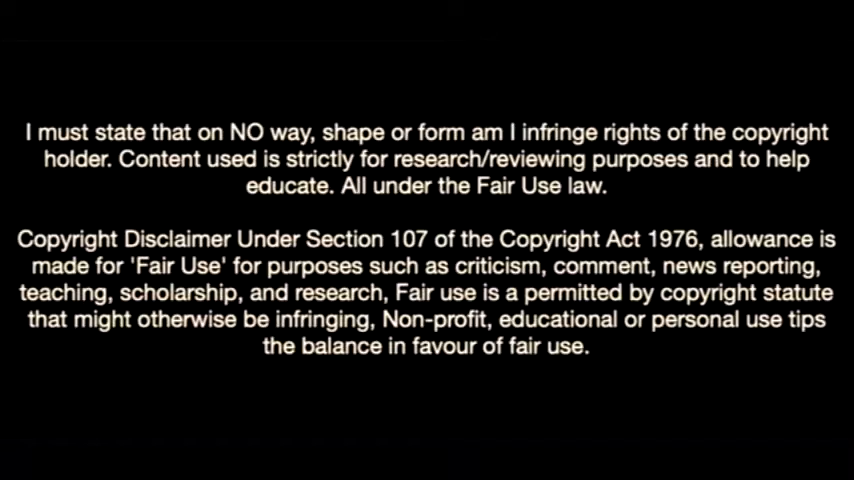 I must state that on NO way, shape or form am I infringe rights of the copyright
holder. Content used is strictly for research/reviewing purposes and to help
educate. All under the Fair Use law.
Copyright Disclaimer Under Section 107 of the Copyright Act 1976, allowance is
made for 'Fair Use' for purposes such as criticism, comment, news reporting,
teaching, scholarship, and research, Fair use is a permitted by copyright statute
that might otherwise be infringing, Non-profit, educational or personal use tips
the balance in favour of fair use.